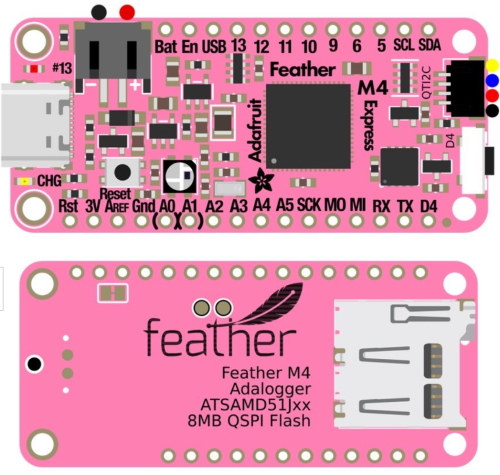 Bat En USB 13 12 11 10 9 6 5 SCL SDA
#13
Feather
M4
Express
Adafruit
QTI2C
D4
- +
CHG
Reset
Rst 3V AREF Gnd A0 A1 A2 A3 A4 A5 SCK MO MI RX TX D4
feather
Feather M4
Adalogger
ATSAMD51Jxx
8MB QSPI Flash